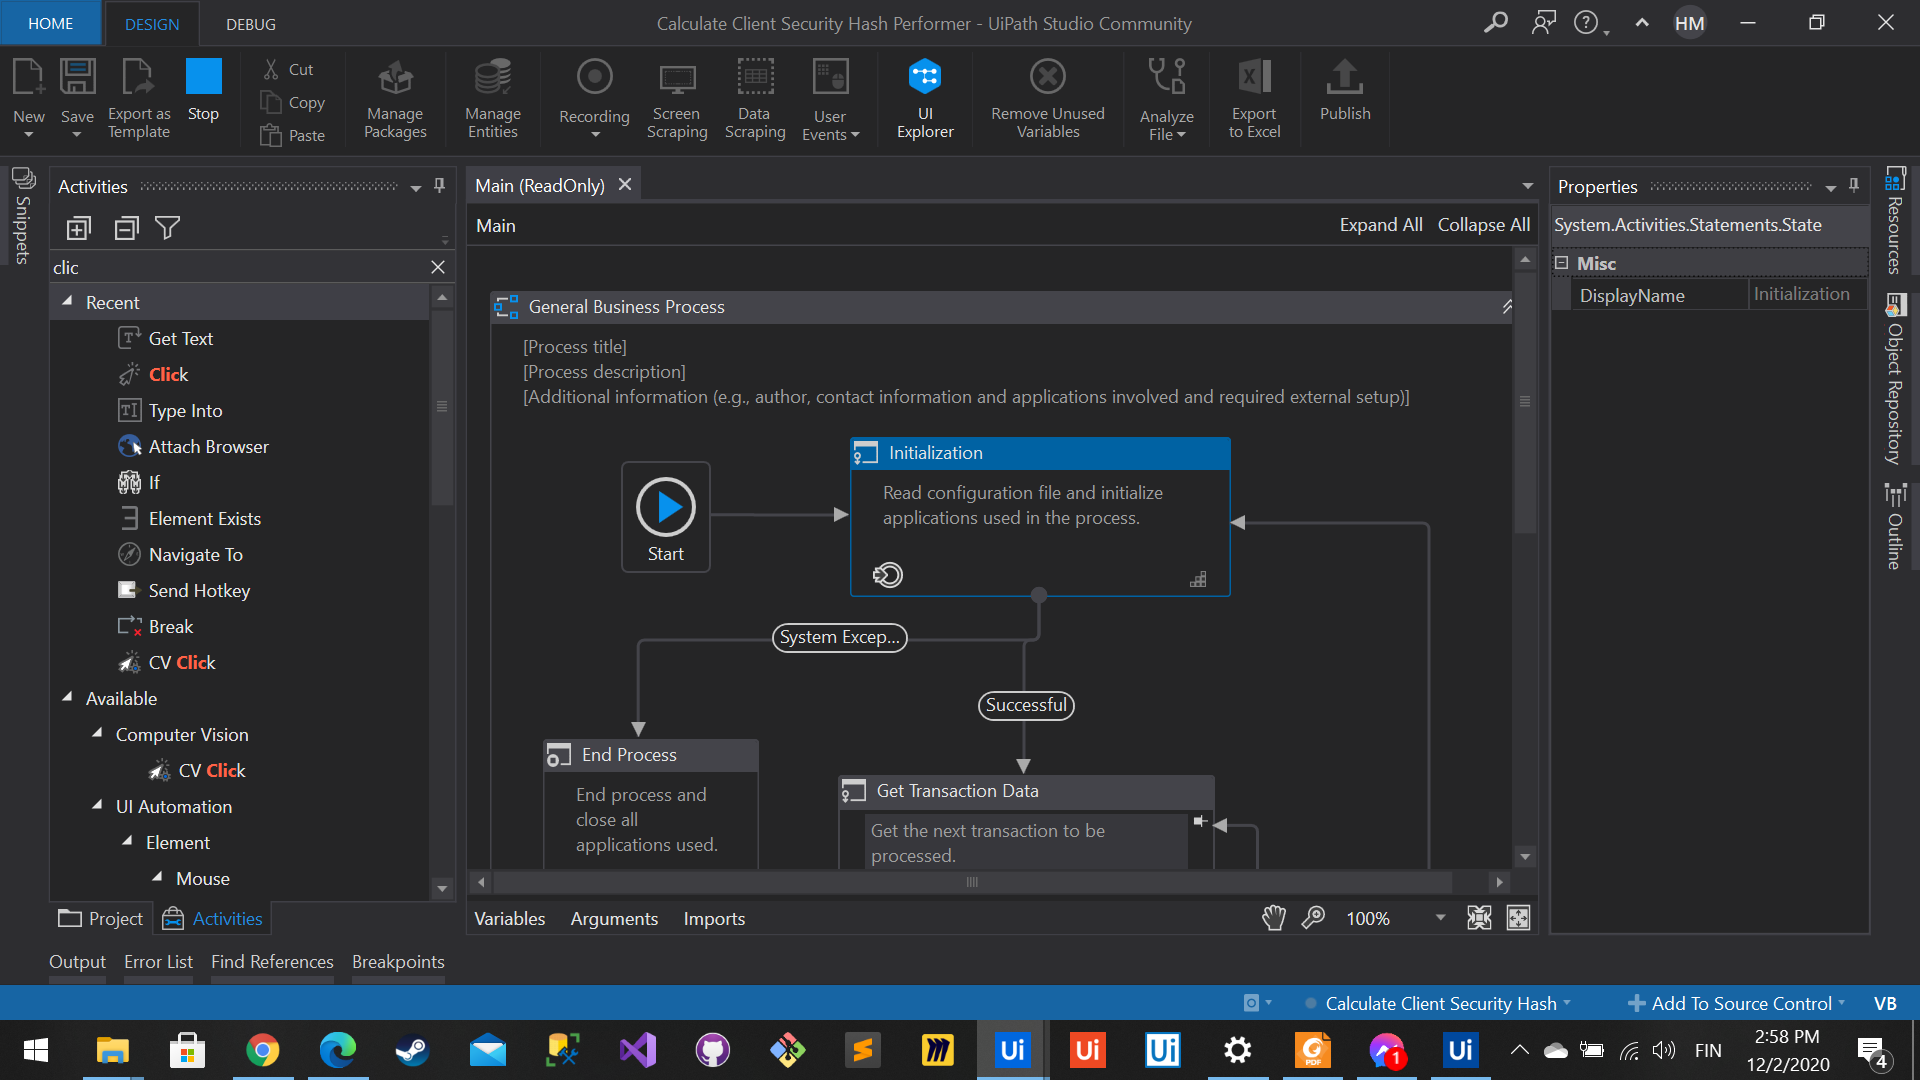 HOME
DESIGN
DEBUG
Calculate Client Security Hash Performer - UiPath Studio Community
HM
New
Save
Export as
Template
Stop
Cut
Copy
Paste
Manage
Packages
Manage
Entities
Recording
Screen
Scraping
Data
Scraping
User
Events
UI
Explorer
Remove Unused
Variables
Analyze
File
Export
to Excel
Publish
Snippets
Activities
clic
Recent
Get Text
Click
Type Into
Attach Browser
If
Element Exists
Navigate To
Send Hotkey
Break
CV Click
Available
Computer Vision
CV Click
UI Automation
Element
Mouse
Project
Activities
Main (ReadOnly)
Main
Expand All
Collapse All
General Business Process
[Process title]
[Process description]
[Additional information (e.g., author, contact information and applications involved and required external setup)]
Start
Initialization
Read configuration file and initialize
applications used in the process.
System Excep...
Successful
End Process
End process and
close all
applications used.
Get Transaction Data
Get the next transaction to be
processed.
Variables
Arguments
Imports
100%
Properties
System.Activities.Statements.State
Misc
DisplayName
Initialization
Resources
Object Repository
Outline
Output
Error List
Find References
Breakpoints
Calculate Client Security Hash
Add To Source Control
VB
Ui
Ui
Ui
PDF
1
Ui
FIN
2:58 PM
12/2/2020
4